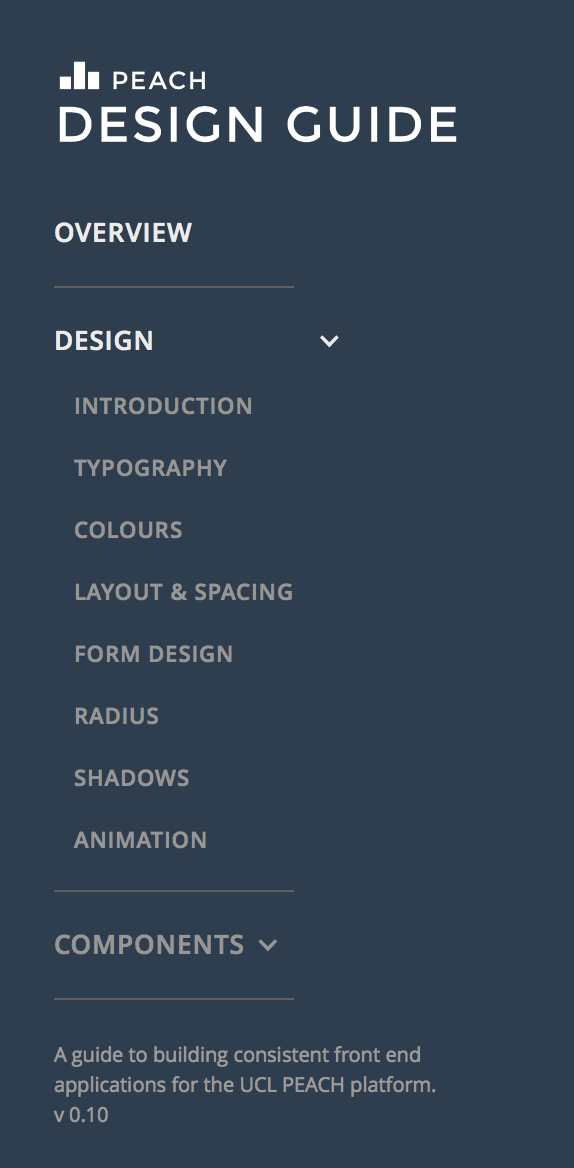 PEACH
DESIGN GUIDE
OVERVIEW
DESIGN
INTRODUCTION
TYPOGRAPHY
COLOURS
LAYOUT & SPACING
FORM DESIGN
RADIUS
SHADOWS
ANIMATION
COMPONENTS
A guide to building consistent front end
applications for the UCL PEACH platform.
v 0.10